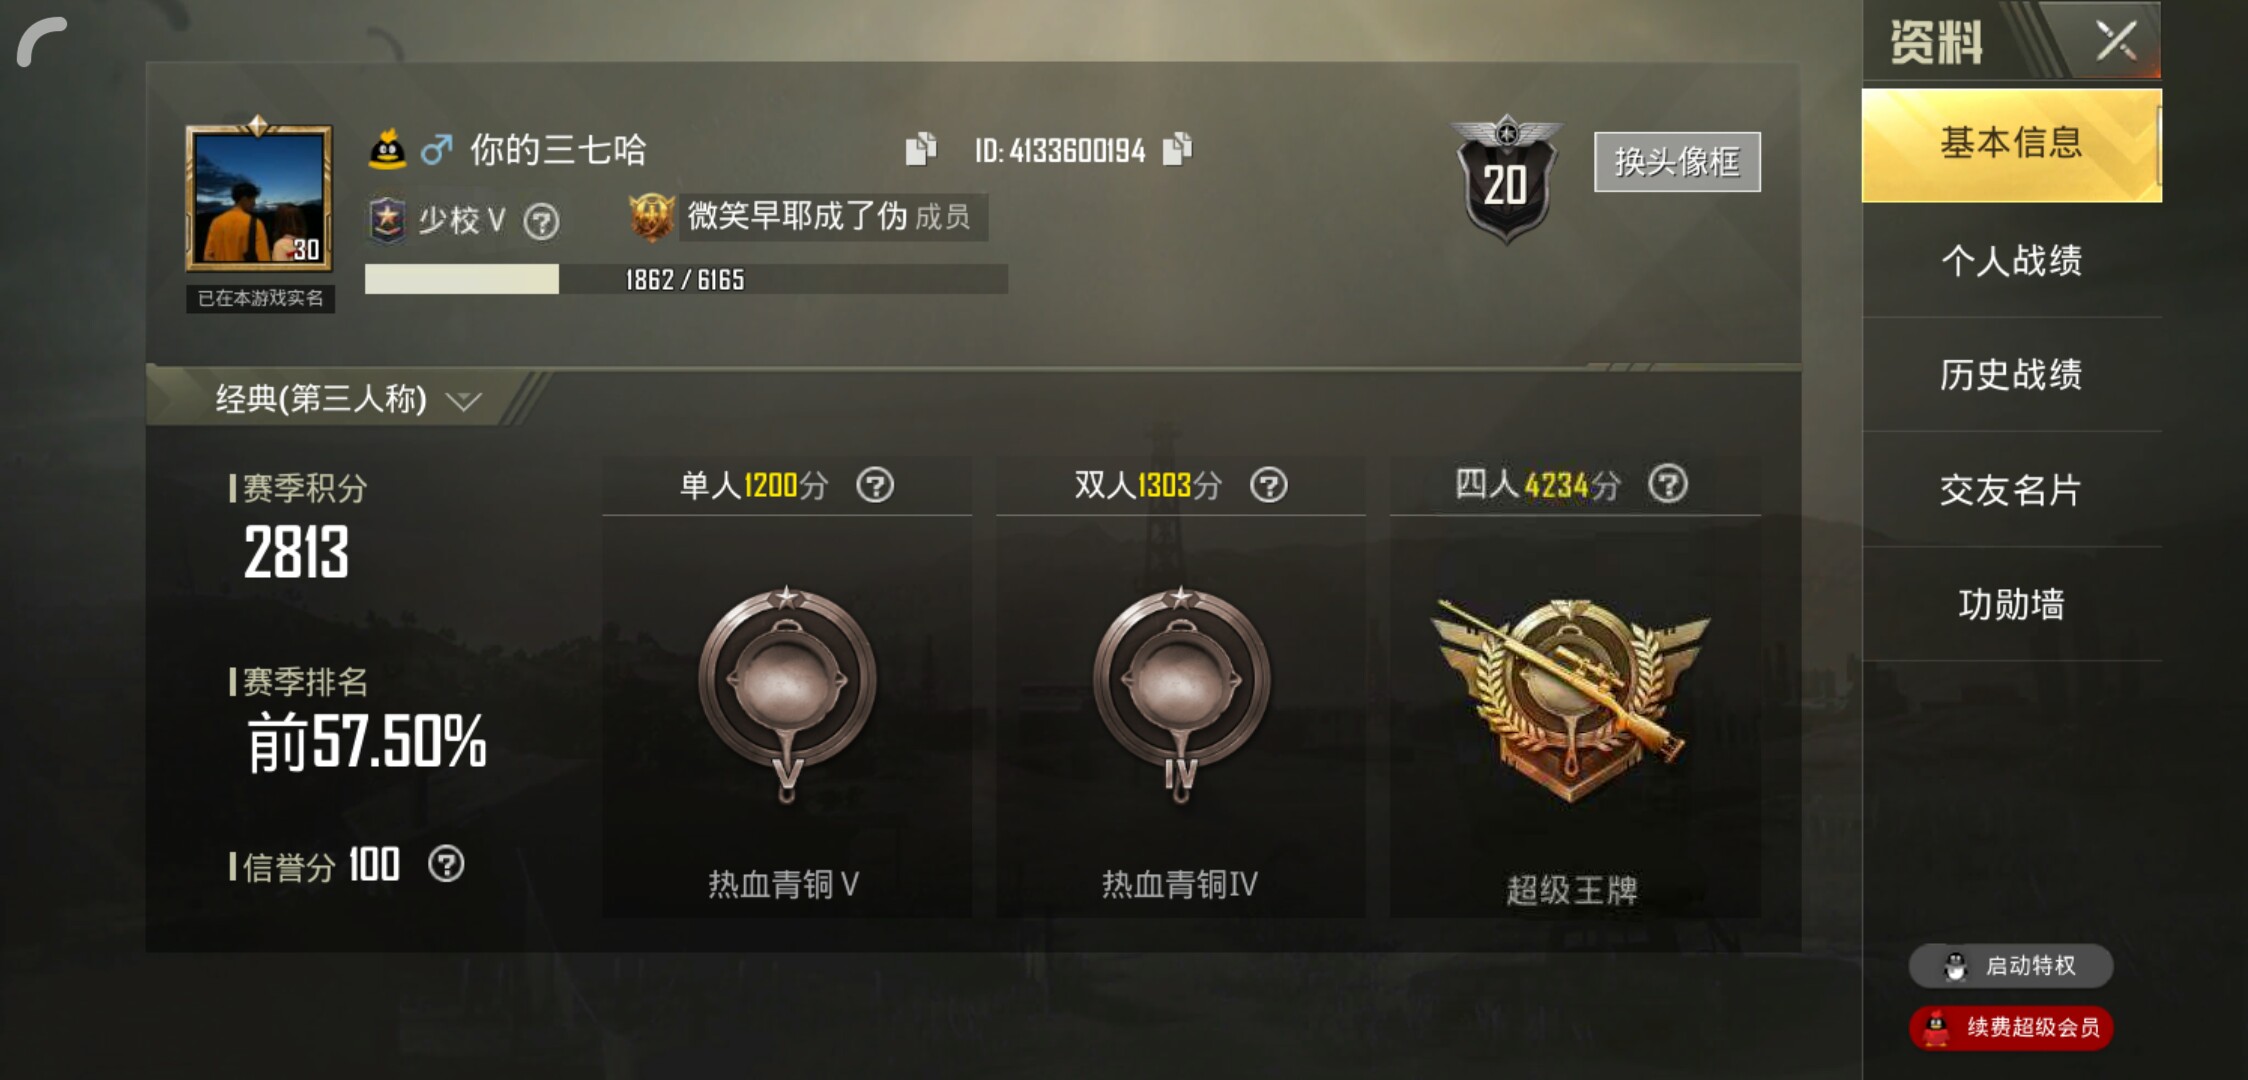 资料
你的三七哈
ID: 4133600194
20
换头像框
30
少校 V
微笑早耶成了伪 成员
已在本游戏实名
1862 / 6165
基本信息
个人战绩
历史战绩
交友名片
功勋墙
经典(第三人称)
赛季积分
2813
赛季排名
前57.50%
信誉分 100
单人1200分
V
热血青铜 V
双人1303分
IV
热血青铜IV
四人4234分
超级王牌
启动特权
续费超级会员